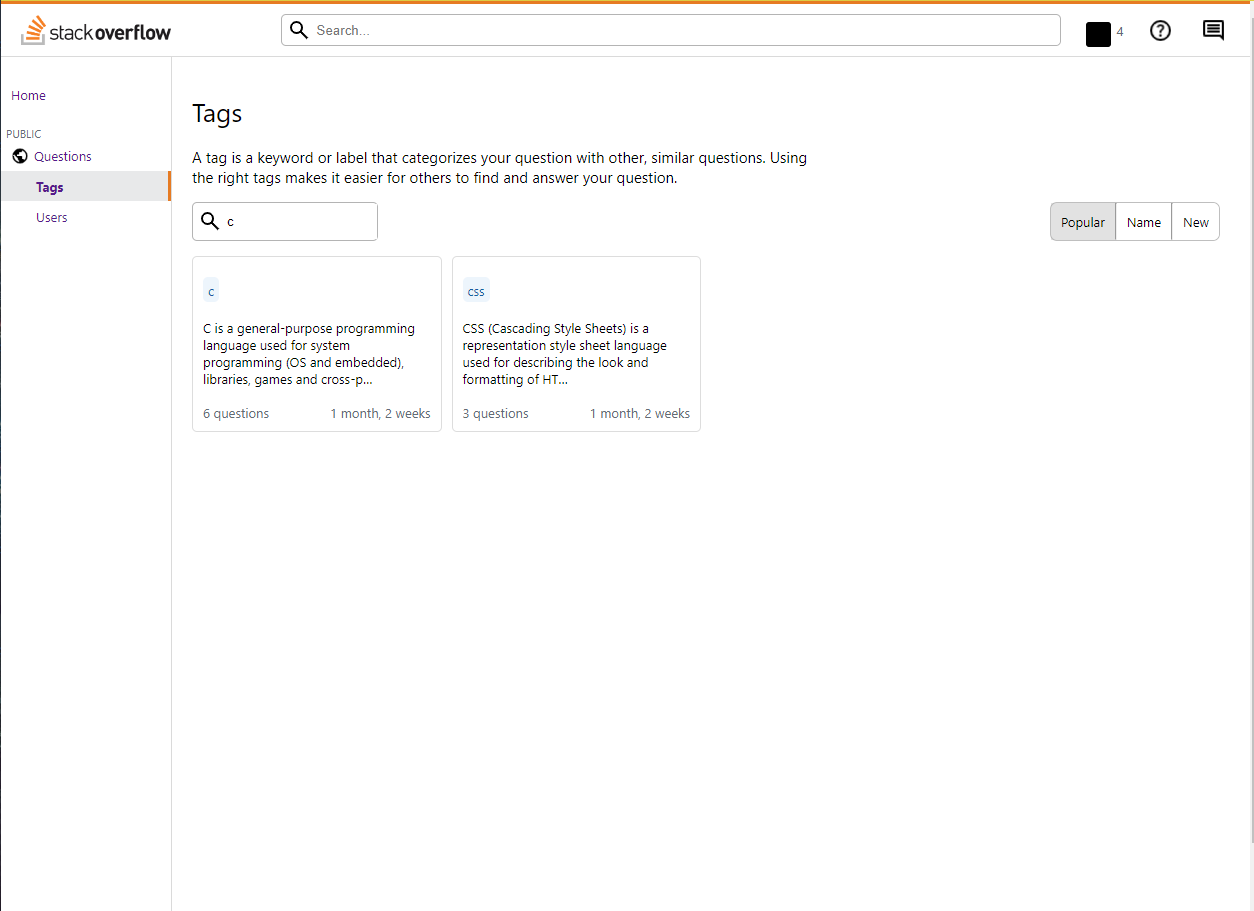 stackoverflow
Search...
4
Home
PUBLIC
Questions
Tags
Users
Tags
A tag is a keyword or label that categorizes your question with other, similar questions. Using
the right tags makes it easier for others to find and answer your question.
c
Popular
Name
New
c
C is a general-purpose programming
language used for system
programming (OS and embedded),
libraries, games and cross-p...
6 questions
1 month, 2 weeks
css
CSS (Cascading Style Sheets) is a
representation style sheet language
used for describing the look and
formatting of HT...
3 questions
1 month, 2 weeks